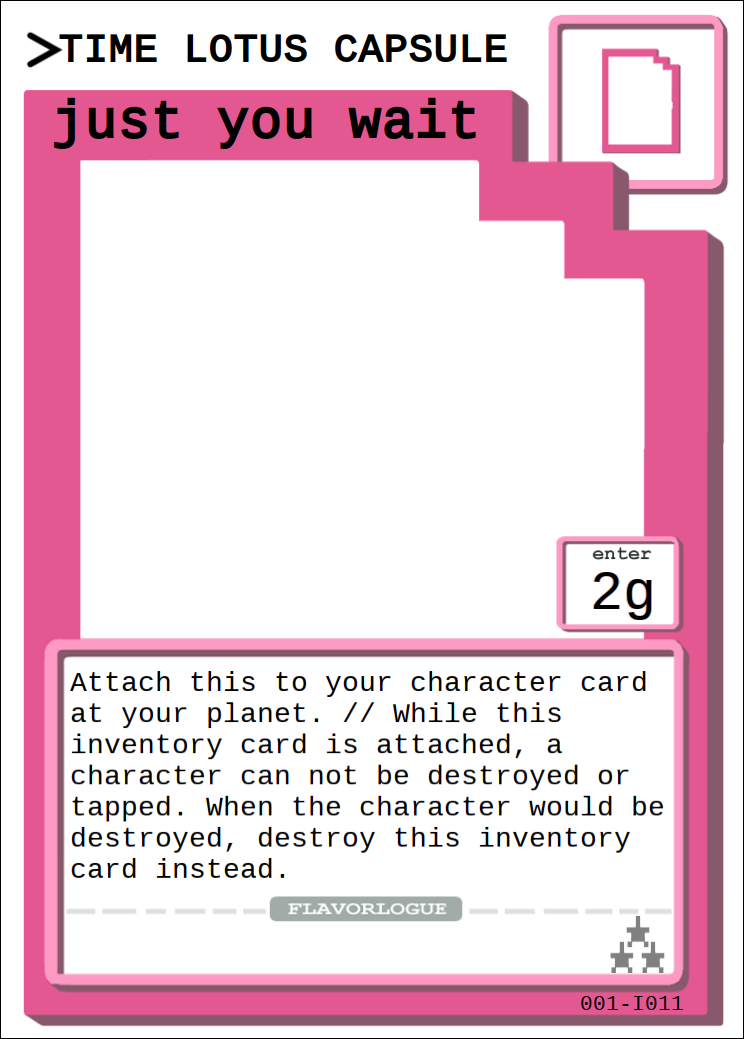 >TIME LOTUS CAPSULE
just you wait
enter
2g
Attach this to your character card
at your planet. // While this
inventory card is attached, a
character can not be destroyed or
tapped. When the character would be
destroyed, destroy this inventory
card instead.
FLAVORLOGUE
001-I011